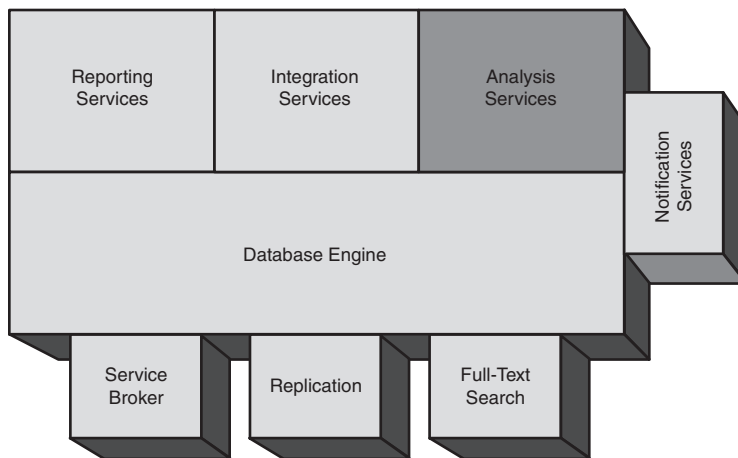 Reporting
Services
Integration
Services
Analysis
Services
Notification
Services
Database Engine
Service
Broker
Replication
Full-Text
Search